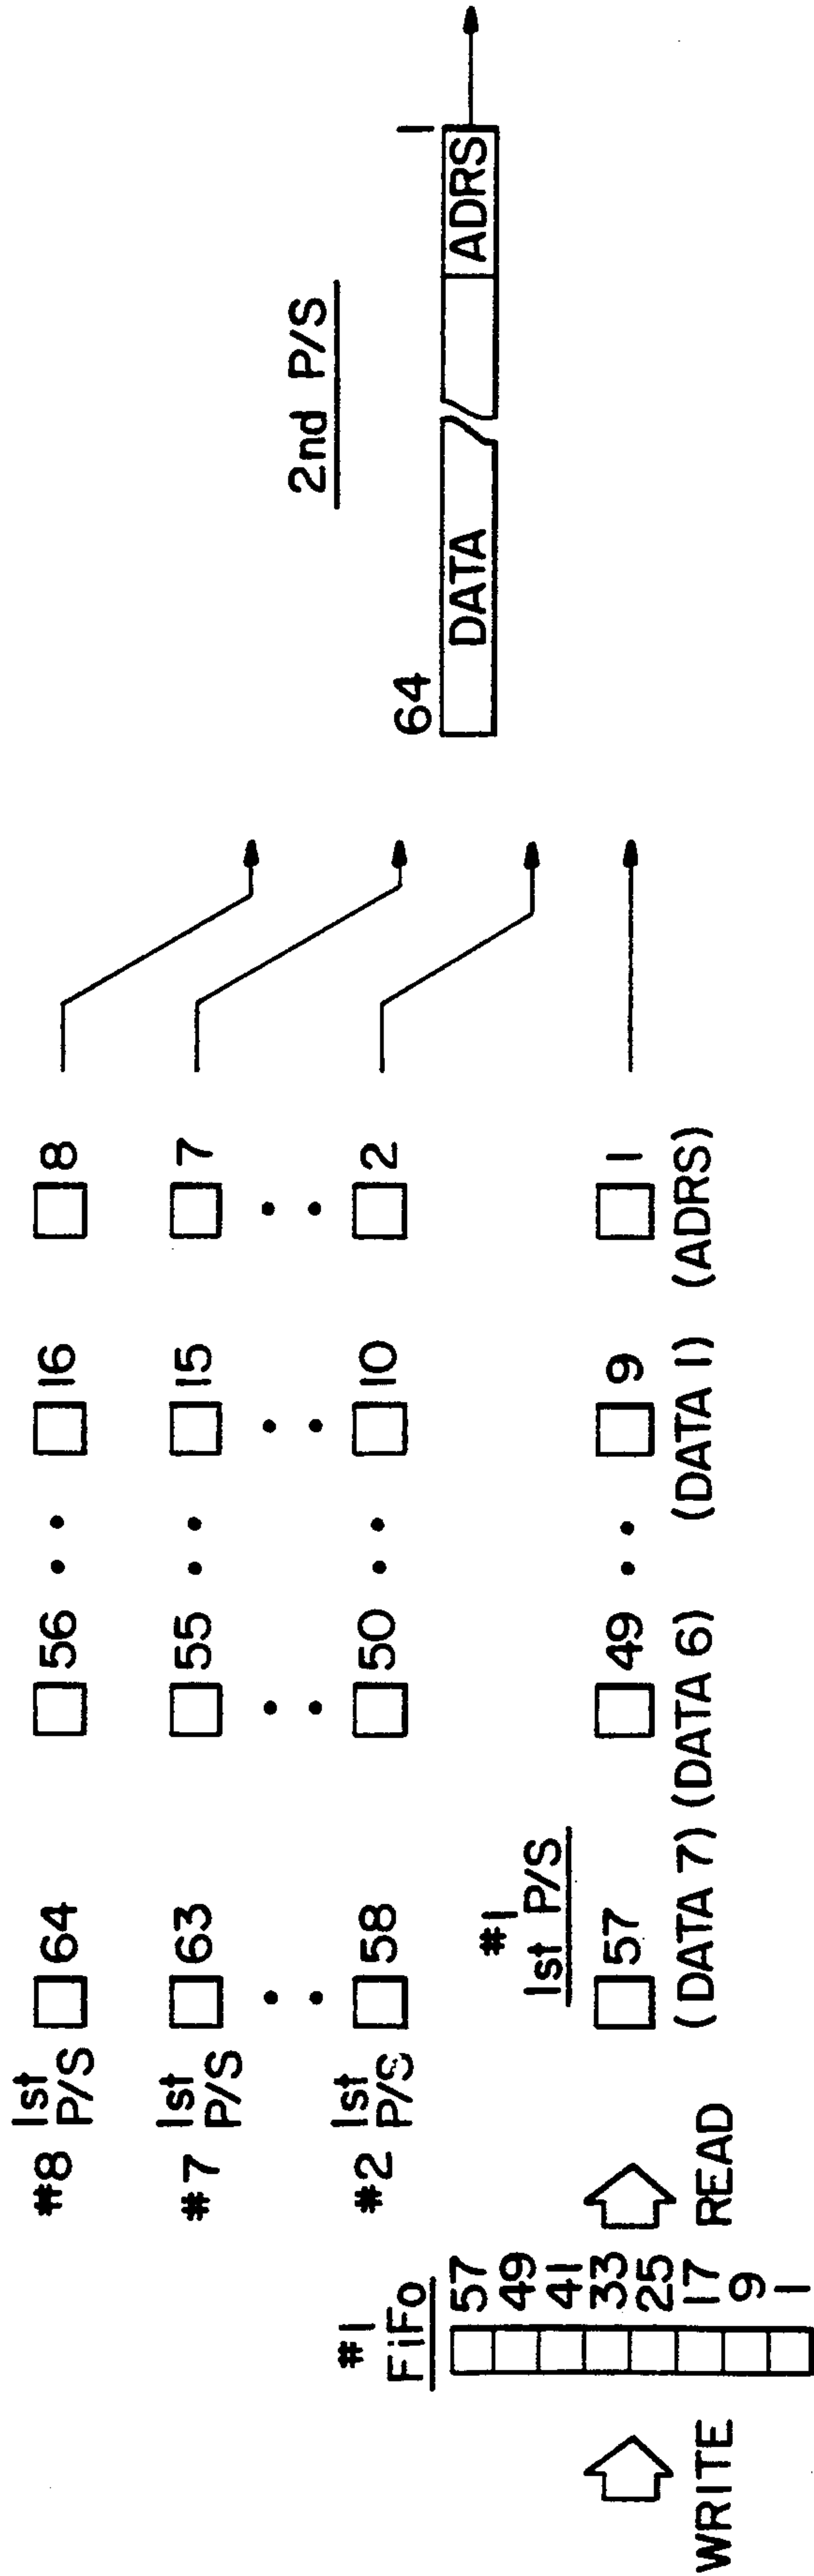 2nd P/S
64
1
DATA
ADRS
#8 1st P/S
64
56
16
8
#7 1st P/S
63
55
15
7
#2 1st P/S
58
50
10
2
#1
1st P/S
57
49
9
1
(DATA 7)
(DATA 6)
(DATA 1)
(ADRS)
#1
FiFo
57
49
41
33
25
17
9
1
WRITE
READ